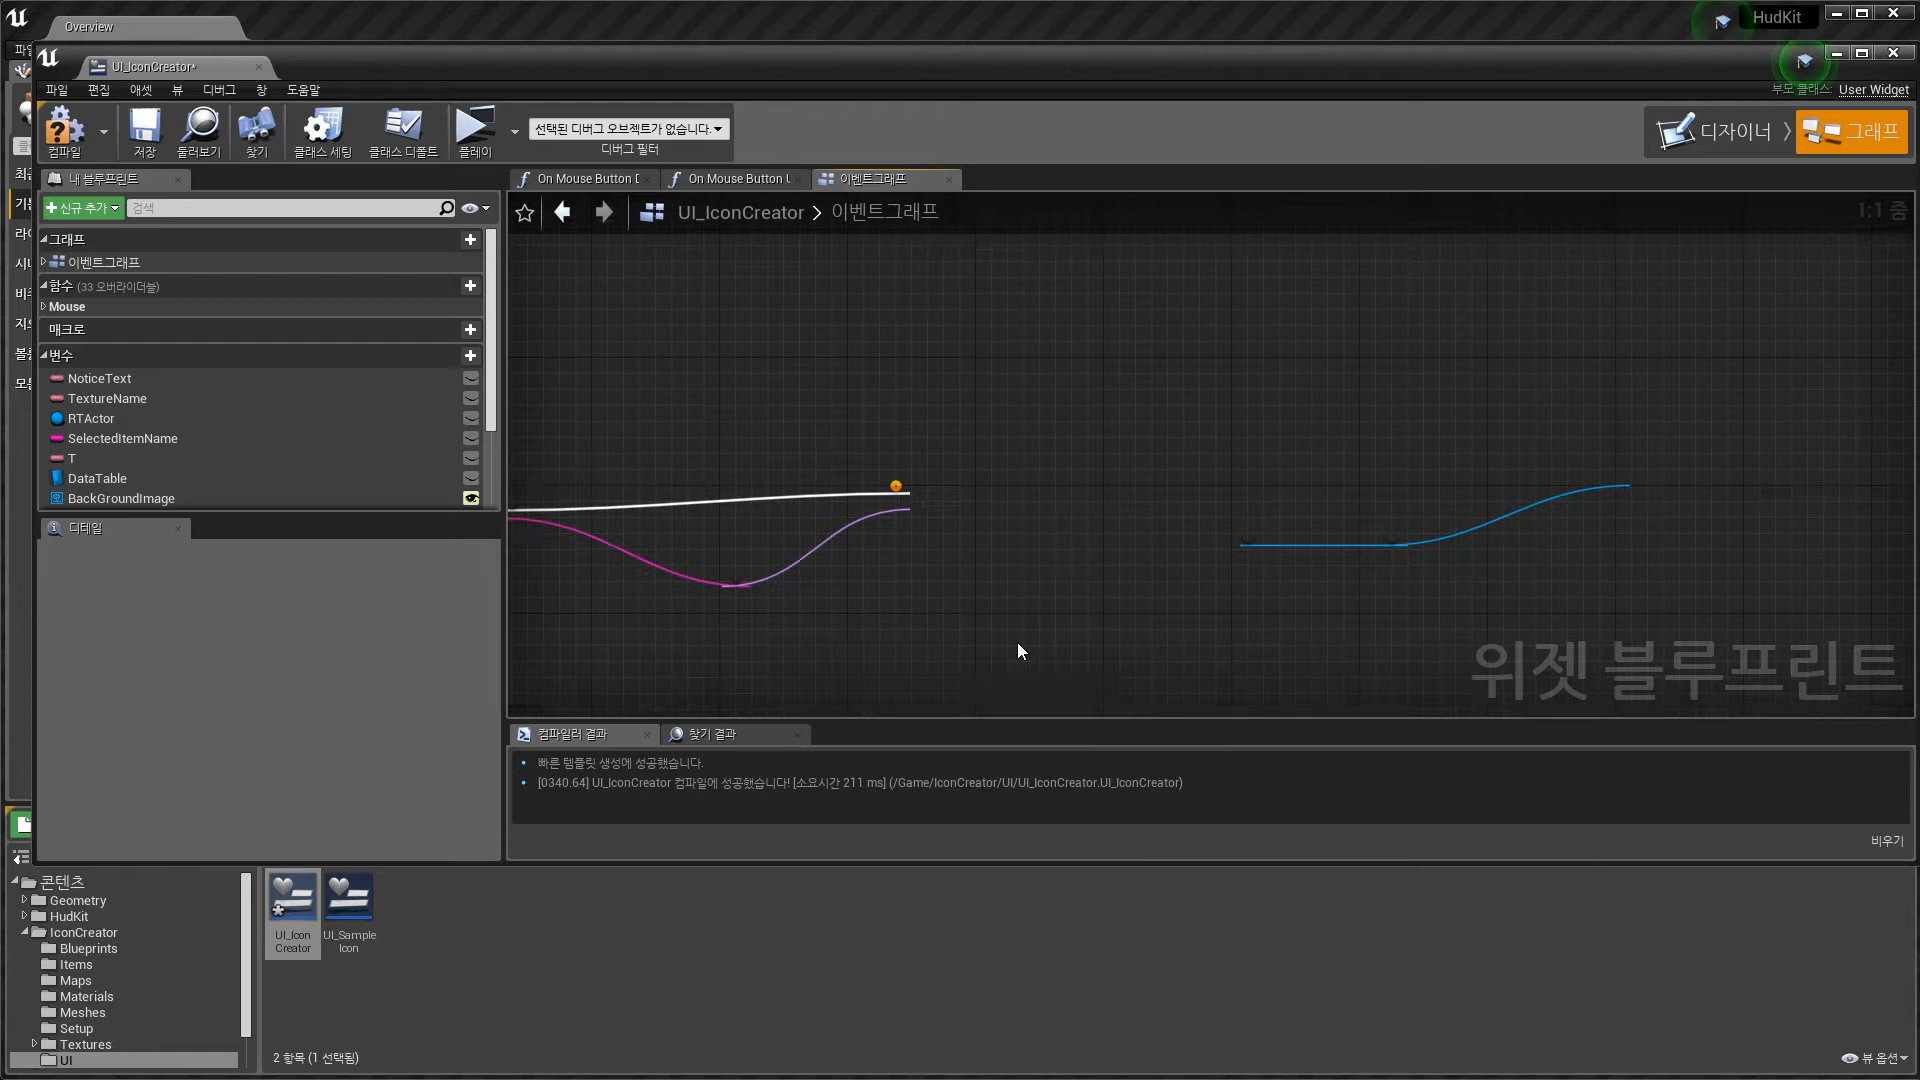 Overview
HudKit
UI_IconCreator*
파일 편집 애셋 뷰 디버그 창 도움말
부모 클래스: User Widget
컴파일
저장
둘러보기
찾기
클래스 세팅
클래스 디폴트
플레이
선택된 디버그 오브젝트가 없습니다.
디버그 필터
디자이너
그래프
내 블루프린트
On Mouse Button D
On Mouse Button U
이벤트그래프
신규 추가
검색
UI_IconCreator > 이벤트그래프
1:1 줌
그래프
이벤트그래프
함수 (33 오버라이더블)
Mouse
매크로
변수
NoticeText
TextureName
RTActor
SelectedItemName
T
DataTable
BackGroundImage
디테일
위젯 블루프린트
컴파일러 결과
찾기 결과
빠른 템플릿 생성에 성공했습니다.
[0340.64] UI_IconCreator 컴파일에 성공했습니다! [소요시간 211 ms] (/Game/IconCreator/UI/UI_IconCreator.UI_IconCreator)
비우기
콘텐츠
Geometry
HudKit
IconCreator
Blueprints
Items
Maps
Materials
Meshes
Setup
Textures
UI
UI_Icon
Creator
UI_Sample
Icon
2 항목 (1 선택됨)
뷰 옵션